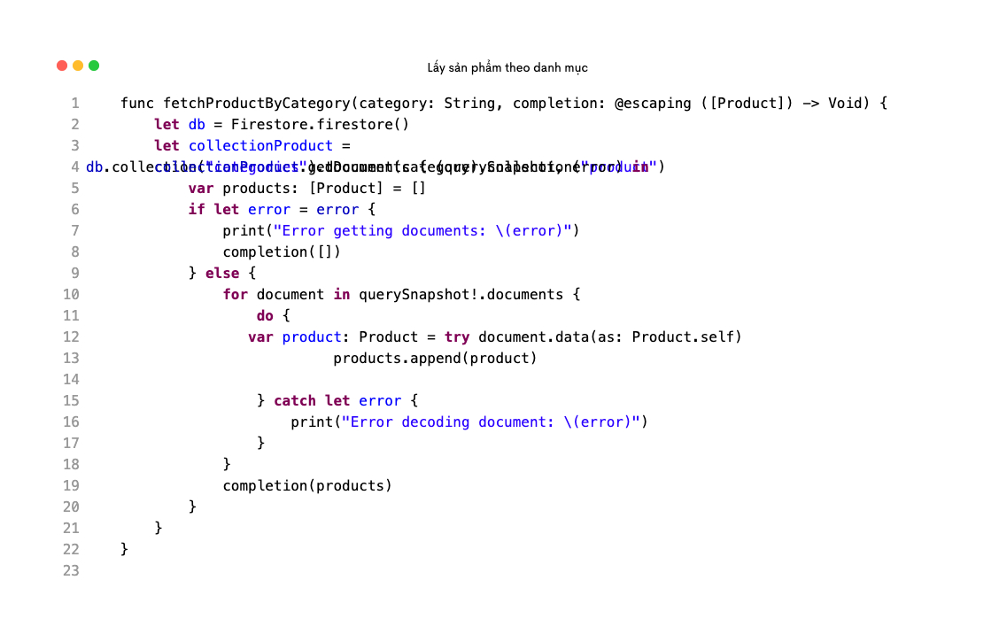 Lấy sản phẩm theo danh mục
1 func fetchProductByCategory(category: String, completion: @escaping ([Product]) -> Void) {
2 let db = Firestore.firestore()
3 let collectionProduct =
4 db.collection("categories").document(category).collection("product")
collectionProduct.getDocuments { (querySnapshot, error) in
5 var products: [Product] = []
6 if let error = error {
7 print("Error getting documents: \(error)")
8 completion([])
9 } else {
10 for document in querySnapshot!.documents {
11 do {
12 var product: Product = try document.data(as: Product.self)
13 products.append(product)
14
15 } catch let error {
16 print("Error decoding document: \(error)")
17 }
18 }
19 completion(products)
20 }
21 }
22 }
23